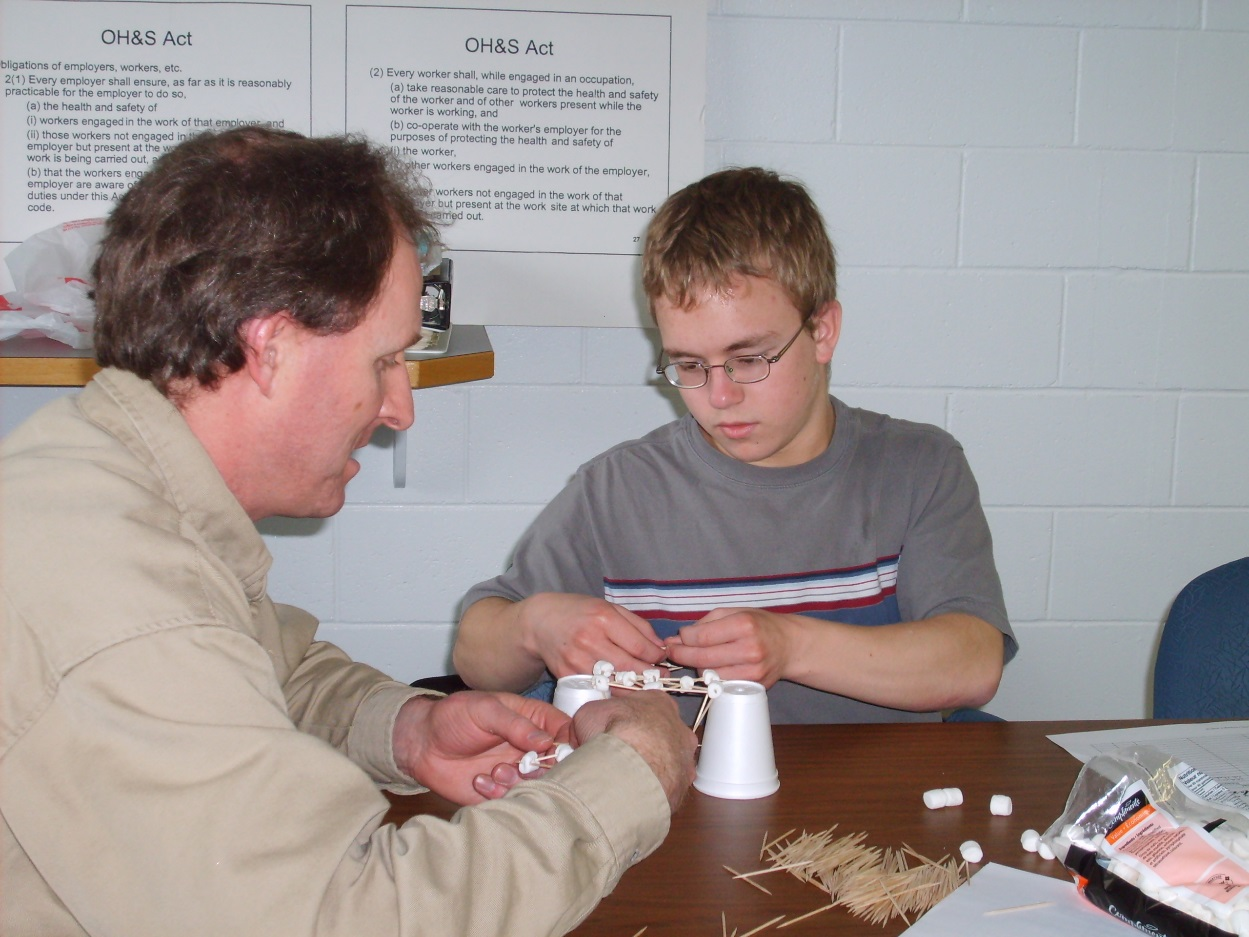 OH&S Act
bligations of employers, workers, etc.
2(1) Every employer shall ensure, as far as it is reasonably
practicable for the employer to do so,
(a) the health and safety of
(i) workers engaged in the work of that employer, and
(ii) those workers not engaged in th
employer but present at the w
work is being carried out, a
(b) that the workers eng
employer are aware of
duties under this Ac
code.
OH&S Act
(2) Every worker shall, while engaged in an occupation,
(a) take reasonable care to protect the health and safety
of the worker and of other workers present while the
worker is working, and
(b) co-operate with the worker's employer for the
purposes of protecting the health and safety of
(i) the worker,
other workers engaged in the work of the employer,
workers not engaged in the work of that
yer but present at the work site at which that work
carried out.
27
Compliments